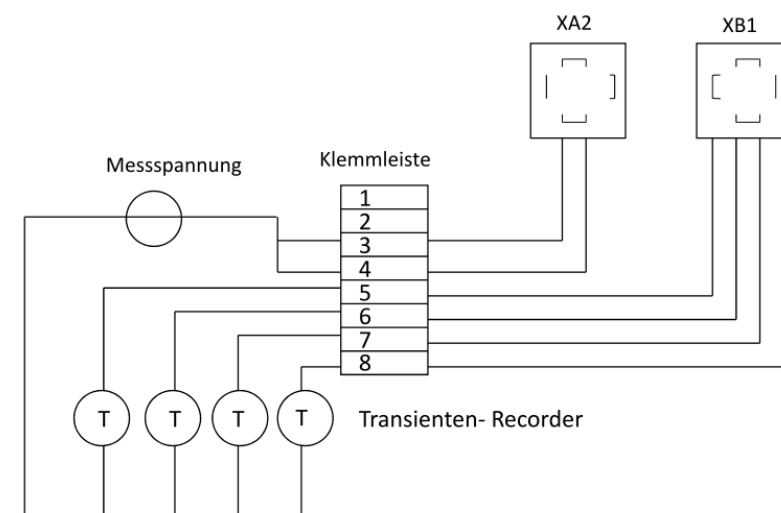 XA2
XB1
Messspannung
Klemmleiste
1
2
3
4
5
6
7
8
T T T T
Transienten- Recorder